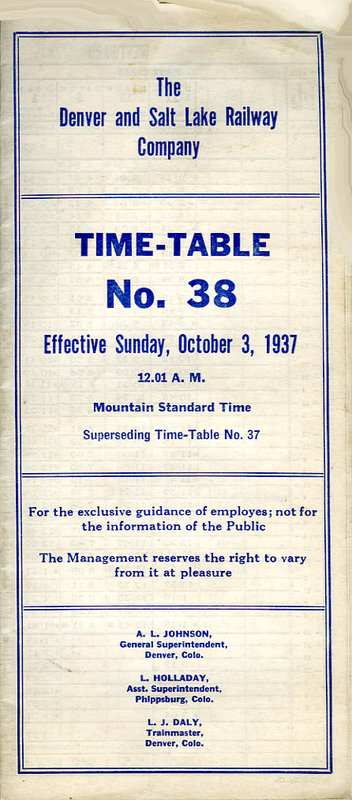 The
Denver and Salt Lake Railway
Company
TIME-TABLE
No. 38
Effective Sunday, October 3, 1937
12.01 A. M.
Mountain Standard Time
Superseding Time-Table No. 37
For the exclusive guidance of employes; not for
the information of the Public
The Management reserves the right to vary
from it at pleasure
A. L. JOHNSON,
General Superintendent,
Denver, Colo.
L. HOLLADAY,
Asst. Superintendent,
Phippsburg, Colo.
L. J. DALY,
Trainmaster,
Denver, Colo.